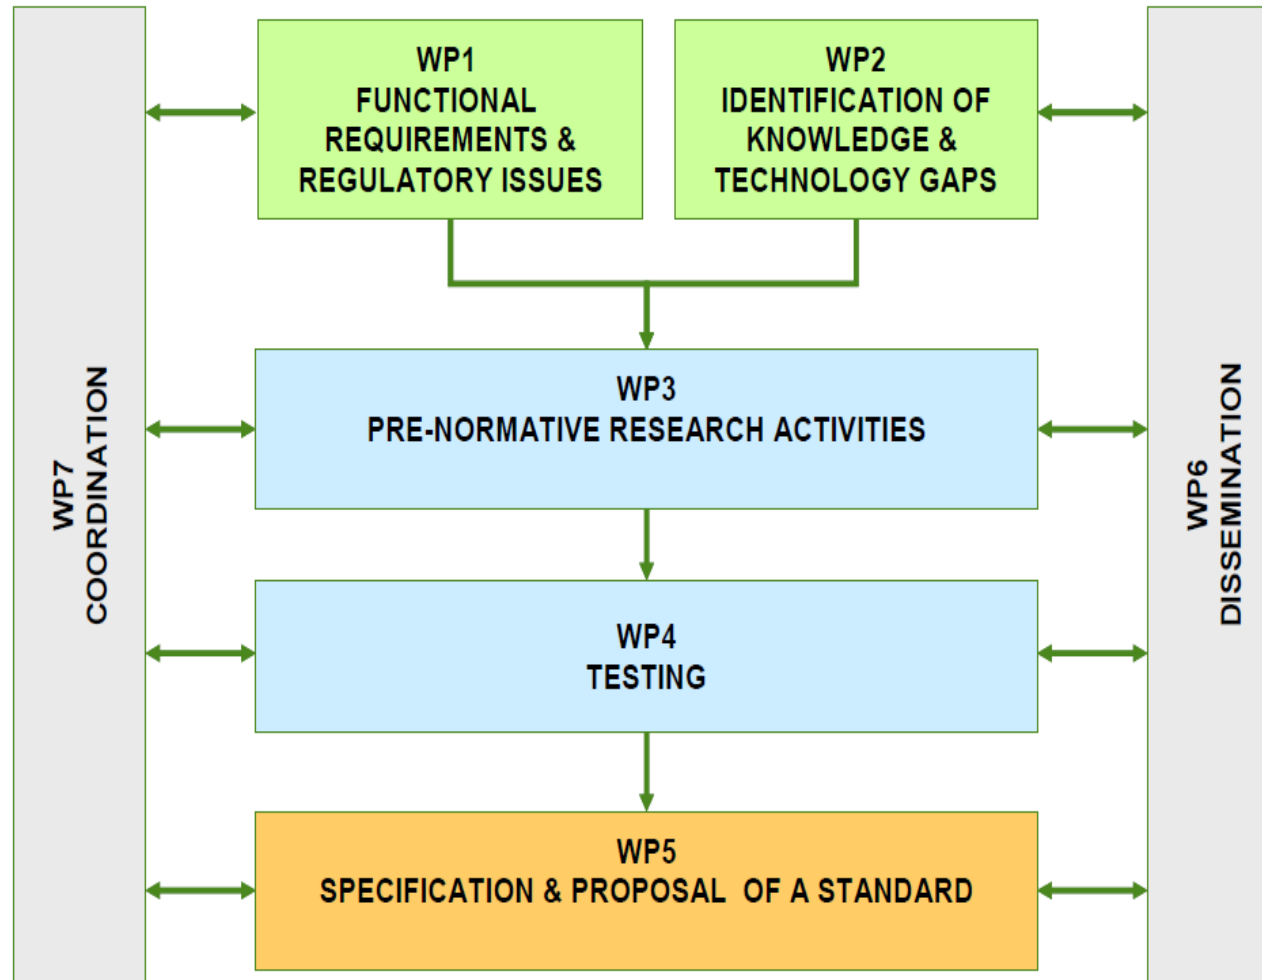 WP1
FUNCTIONAL
REQUIREMENTS &
REGULATORY ISSUES
WP2
IDENTIFICATION OF
KNOWLEDGE &
TECHNOLOGY GAPS
WP7
COORDINATION
WP3
PRE-NORMATIVE RESEARCH ACTIVITIES
WP6
DISSEMINATION
WP4
TESTING
WP5
SPECIFICATION & PROPOSAL OF A STANDARD